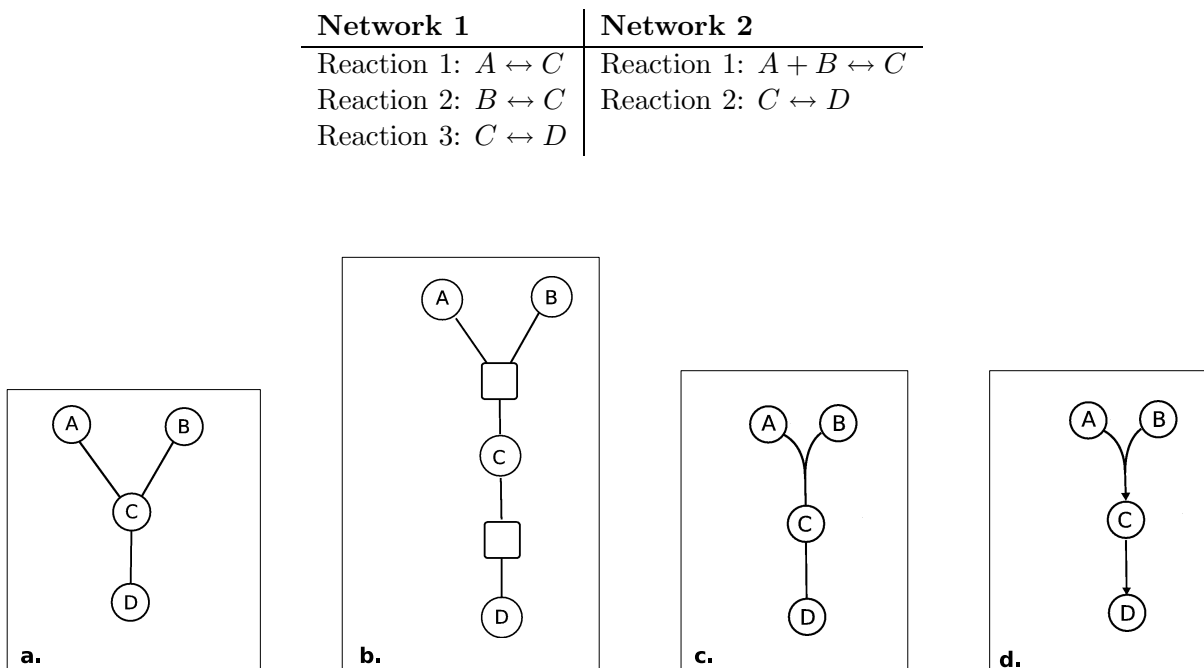 Network 1 Network 2
Reaction 1: A ↔ C Reaction 1: A + B ↔ C
Reaction 2: B ↔ C Reaction 2: C ↔ D
Reaction 3: C ↔ D
A B
C
D
a.
A B
C
D
b.
A B
C
D
c.
A B
C
D
d.